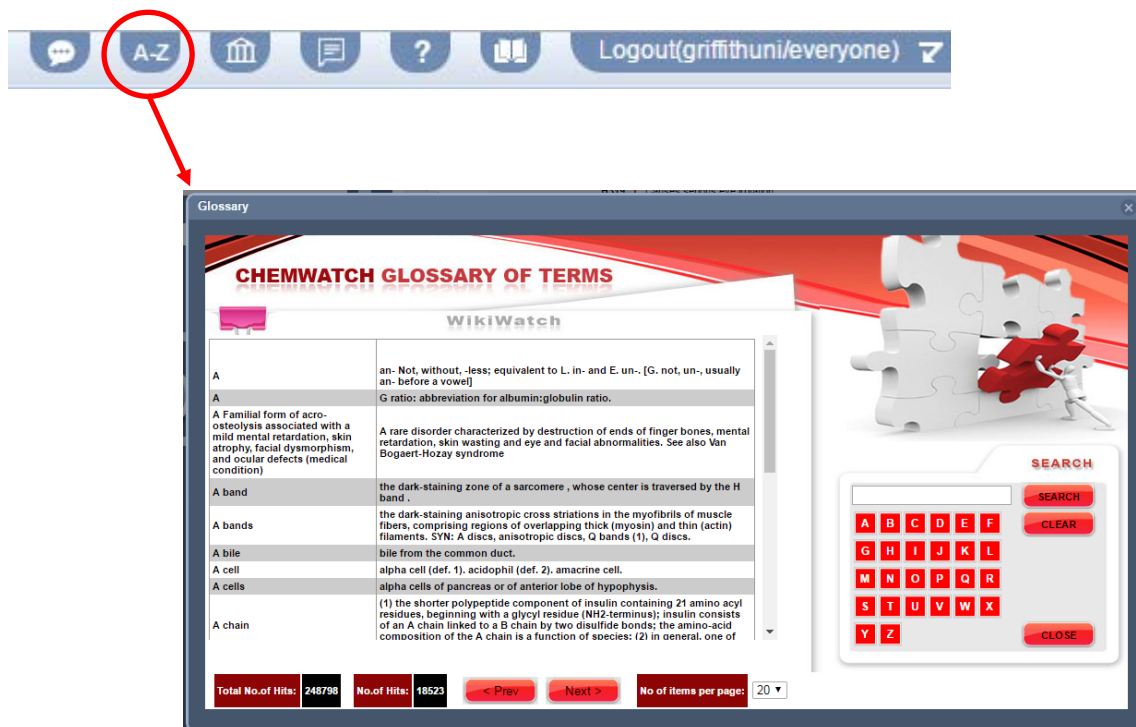 A-Z
?
Logout(griffithuni/everyone)
Glossary
CHEMWATCH GLOSSARY OF TERMS
WikiWatch
A
an- Not, without, -less; equivalent to L. in- and E. un-. [G. not, un-, usually
an- before a vowel]
A
G ratio: abbreviation for albumin:globulin ratio.
A Familial form of acro-
osteolysis associated with a
mild mental retardation, skin
atrophy, facial dysmorphism,
and ocular defects (medical
condition)
A rare disorder characterized by destruction of ends of finger bones, mental
retardation, skin wasting and eye and facial abnormalities. See also Van
Bogaert-Hozay syndrome
A band
the dark-staining zone of a sarcomere , whose center is traversed by the H
band .
A bands
the dark-staining anisotropic cross striations in the myofibrils of muscle
fibers, comprising regions of overlapping thick (myosin) and thin (actin)
filaments. SYN: A discs, anisotropic discs, Q bands (1), Q discs.
A bile
bile from the common duct.
A cell
alpha cell (def. 1). acidophil (def. 2). amacrine cell.
A cells
alpha cells of pancreas or of anterior lobe of hypophysis.
A chain
(1) the shorter polypeptide component of insulin containing 21 amino acyl
residues, beginning with a glycyl residue (NH2-terminus); insulin consists
of an A chain linked to a B chain by two disulfide bonds; the amino-acid
composition of the A chain is a function of species; (2) in general, one of
SEARCH
SEARCH
A B C D E F
CLEAR
G H I J K L
M N O P Q R
S T U V W X
Y Z
CLOSE
Total No.of Hits: 248798
No.of Hits: 18523
< Prev
Next >
No of items per page: 20